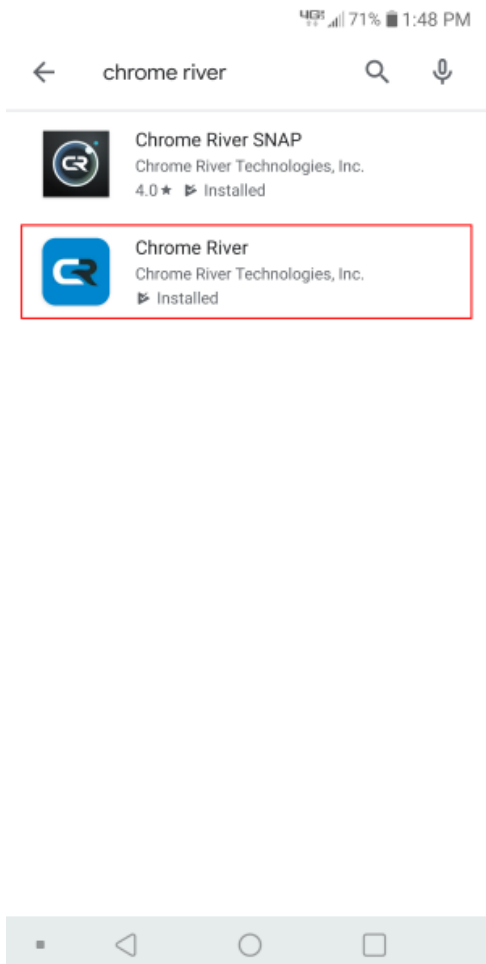 4G 71% 1:48 PM
chrome river
CR
Chrome River SNAP
Chrome River Technologies, Inc.
4.0 ★ Installed
CR
Chrome River
Chrome River Technologies, Inc.
Installed